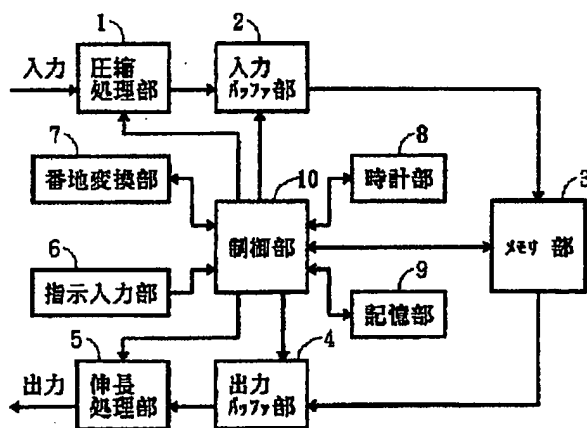 1
2
入力
圧縮
処理部
入力
バッファ部
7
8
番地変換部
10
時計部
3
制御部
メモリ 部
6
9
指示入力部
記憶部
5
4
出力
伸長
処理部
出力
バッファ部